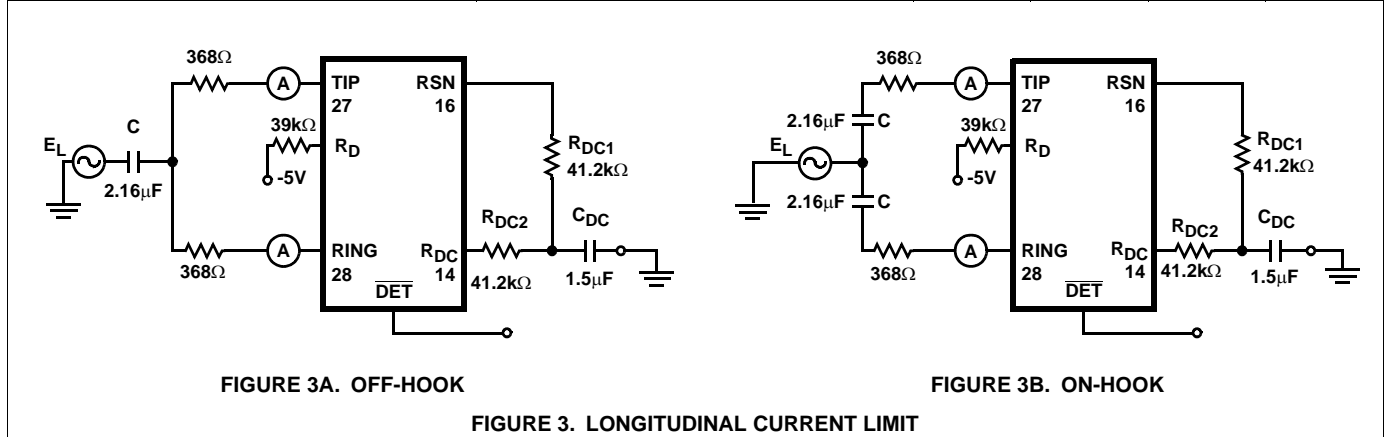 368Ω
A
TIP
27
RSN
16
C
E_L
2.16μF
39kΩ
R_D
-5V
R_DC1
41.2kΩ
R_DC2
C_DC
368Ω
A
RING
28
R_DC
14
41.2kΩ
1.5μF
DET
FIGURE 3A. OFF-HOOK
368Ω
A
TIP
27
RSN
16
2.16μF
C
E_L
39kΩ
R_D
-5V
R_DC1
41.2kΩ
2.16μF
C
R_DC2
C_DC
368Ω
A
RING
28
R_DC
14
41.2kΩ
1.5μF
DET
FIGURE 3B. ON-HOOK
FIGURE 3. LONGITUDINAL CURRENT LIMIT